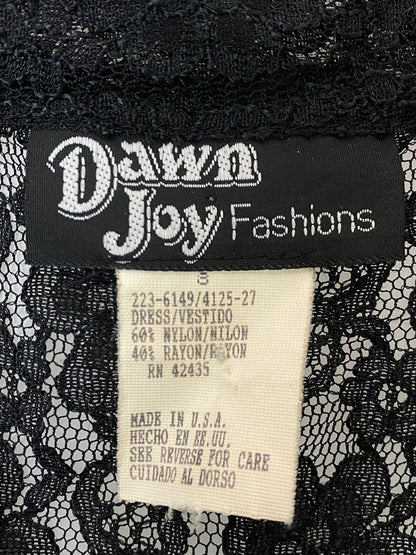 Dawn
Joy Fashions
8
223-6149/4125-27
DRESS/VESTIDO
60% NYLON/NILON
40% RAYON/RAYON
RN 42435
MADE IN U.S.A.
HECHO EN EE.UU.
SEE REVERSE FOR CARE
CUIDADO AL DORSO